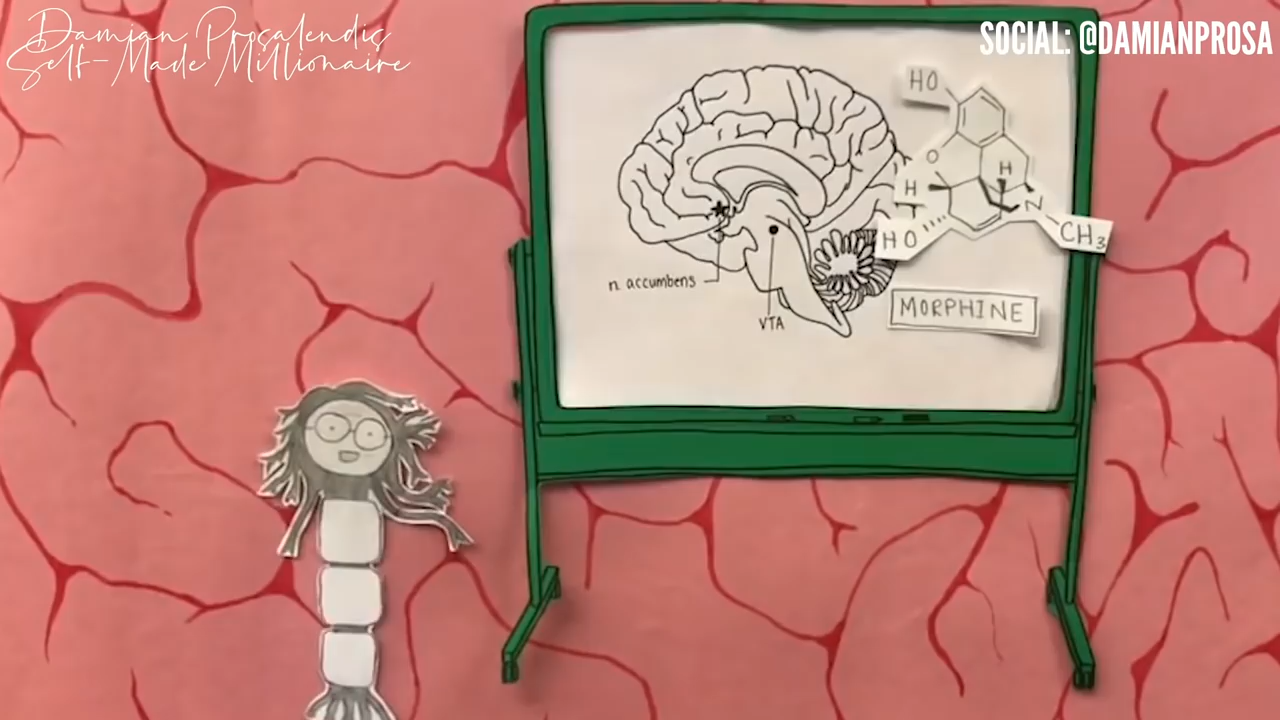 Damian Prosalendis
Self-Made Millionaire
SOCIAL: @DAMIANPROSA
HO
O
H
H
N
CH3
HO
n. accumbens
VTA
MORPHINE